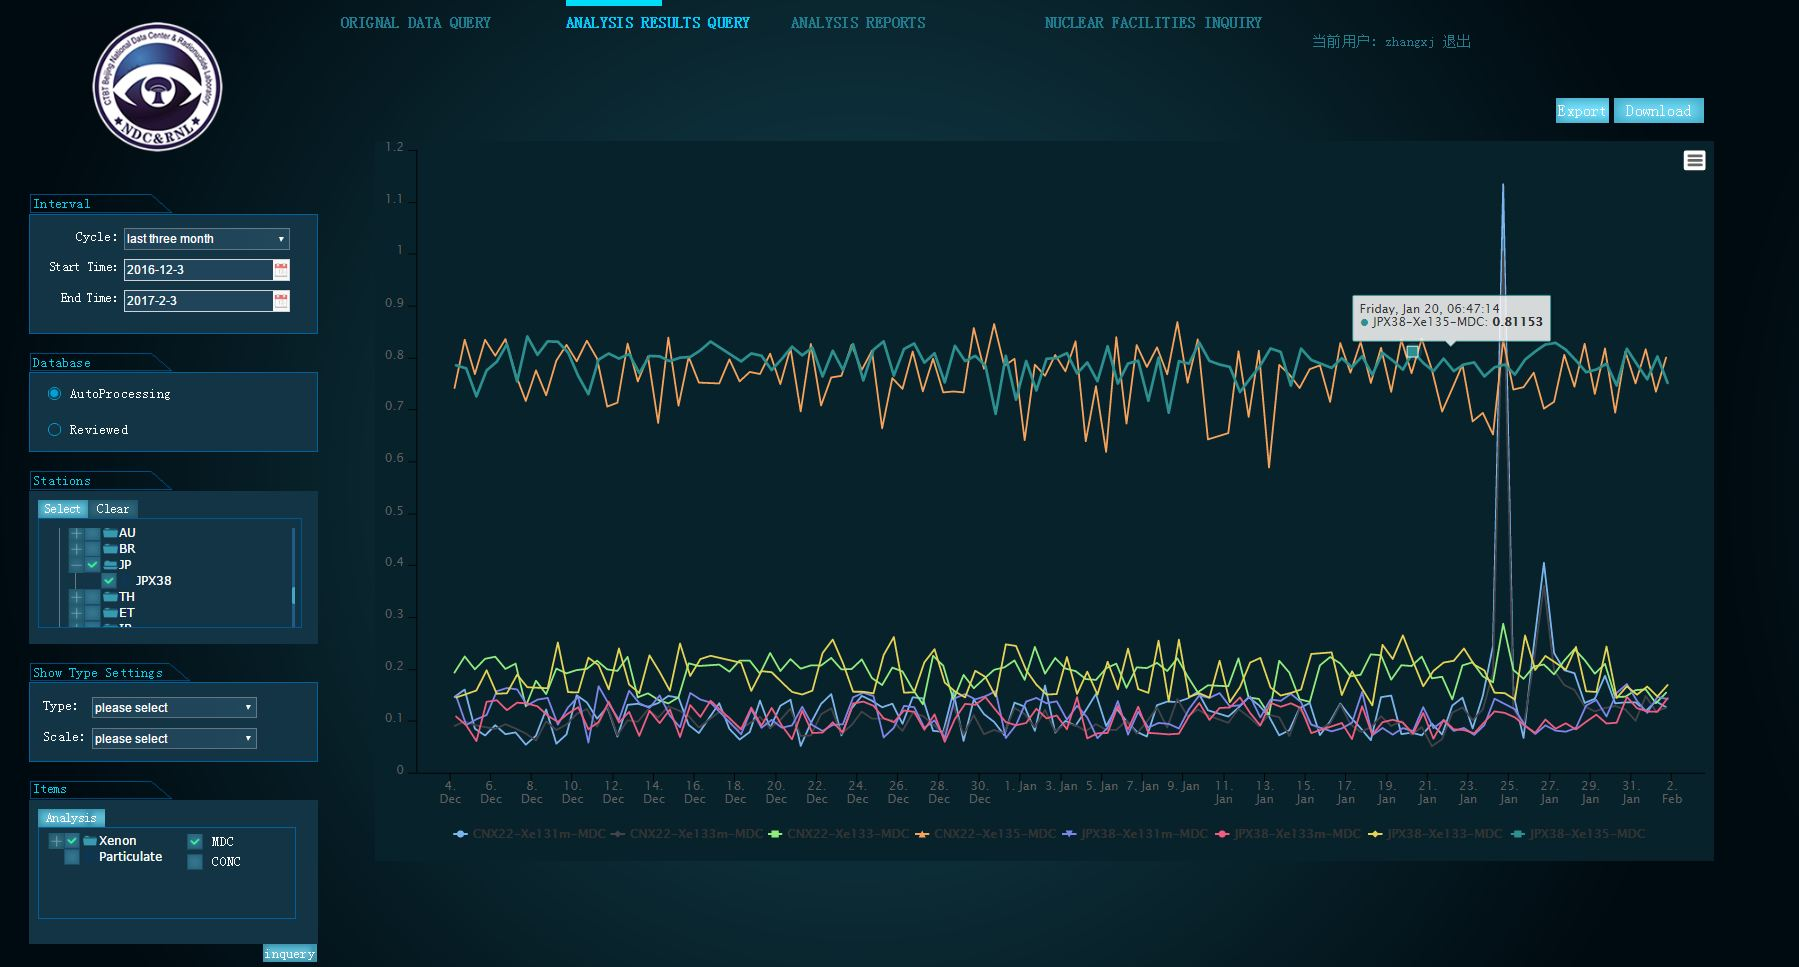 ORIGNAL DATA QUERY
ANALYSIS RESULTS QUERY
ANALYSIS REPORTS
NUCLEAR FACILITIES INQUIRY
当前用户: zhangxj 退出
CTBT Beijing National Data Center & Radionuclide Laboratory
NDC&RNL
Export
Download
Interval
Cycle: last three month
Start Time: 2016-12-3
End Time: 2017-2-3
Database
AutoProcessing
Reviewed
Stations
Select Clear
AU
BR
JP
JPX38
TH
ET
Show Type Settings
Type: please select
Scale: please select
Items
Analysis
Xenon
Particulate
MDC
CONC
inquery
1.2
1.1
1
0.9
0.8
0.7
0.6
0.5
0.4
0.3
0.2
0.1
0
Friday, Jan 20, 06:47:14
JPX38-Xe135-MDC: 0.81153
4. Dec
6. Dec
8. Dec
10. Dec
12. Dec
14. Dec
16. Dec
18. Dec
20. Dec
22. Dec
24. Dec
26. Dec
28. Dec
30. Dec
1. Jan
3. Jan
5. Jan
7. Jan
9. Jan
11. Jan
13. Jan
15. Jan
17. Jan
19. Jan
21. Jan
23. Jan
25. Jan
27. Jan
29. Jan
31. Jan
2. Feb
CNX22-Xe131m-MDC
CNX22-Xe133m-MDC
CNX22-Xe133-MDC
CNX22-Xe135-MDC
JPX38-Xe131m-MDC
JPX38-Xe133m-MDC
JPX38-Xe133-MDC
JPX38-Xe135-MDC